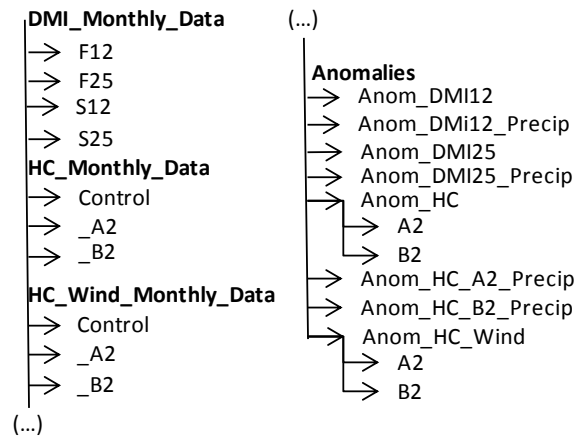 DMI_Monthly_Data
F12
F25
S12
S25
HC_Monthly_Data
Control
_A2
_B2
HC_Wind_Monthly_Data
Control
_A2
_B2
(...)
(...)
Anomalies
Anom_DMI12
Anom_DMi12_Precip
Anom_DMI25
Anom_DMI25_Precip
Anom_HC
A2
B2
Anom_HC_A2_Precip
Anom_HC_B2_Precip
Anom_HC_Wind
A2
B2